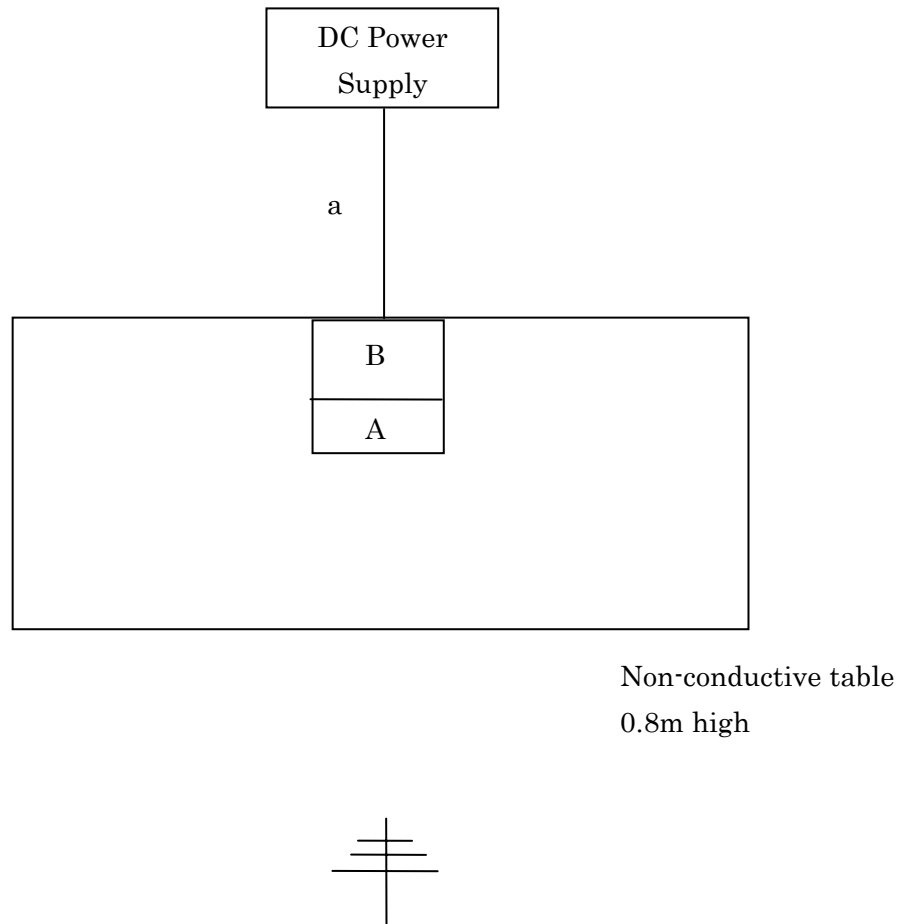 DC Power
Supply
a
B
A
Non-conductive table
0.8m high